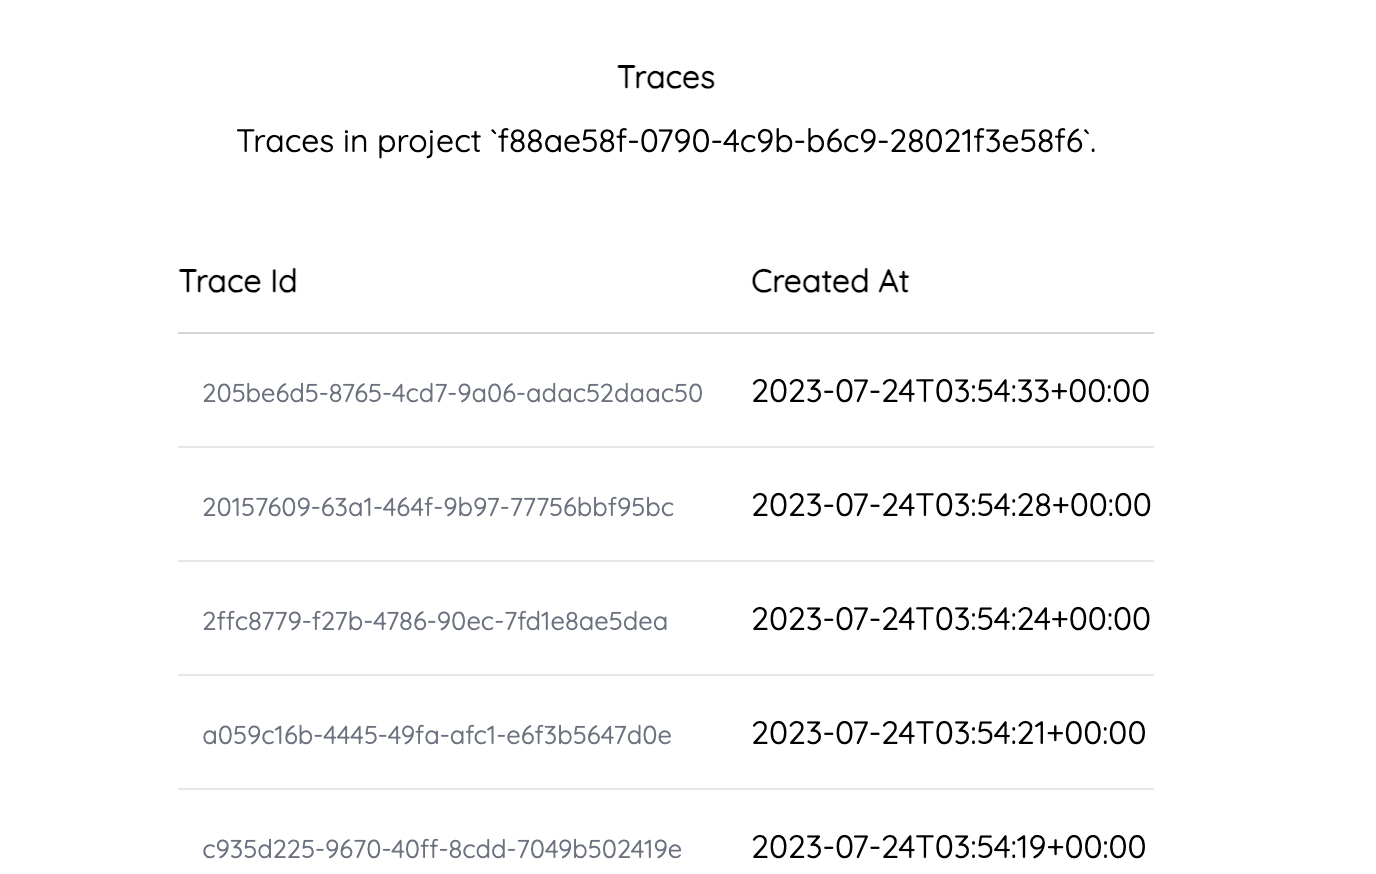 Traces
Traces in project `f88ae58f-0790-4c9b-b6c9-28021f3e58f6`.
Trace Id Created At
205be6d5-8765-4cd7-9a06-adac52daac50 2023-07-24T03:54:33+00:00
20157609-63a1-464f-9b97-77756bbf95bc 2023-07-24T03:54:28+00:00
2ffc8779-f27b-4786-90ec-7fd1e8ae5dea 2023-07-24T03:54:24+00:00
a059c16b-4445-49fa-afc1-e6f3b5647d0e 2023-07-24T03:54:21+00:00
c935d225-9670-40ff-8cdd-7049b502419e 2023-07-24T03:54:19+00:00